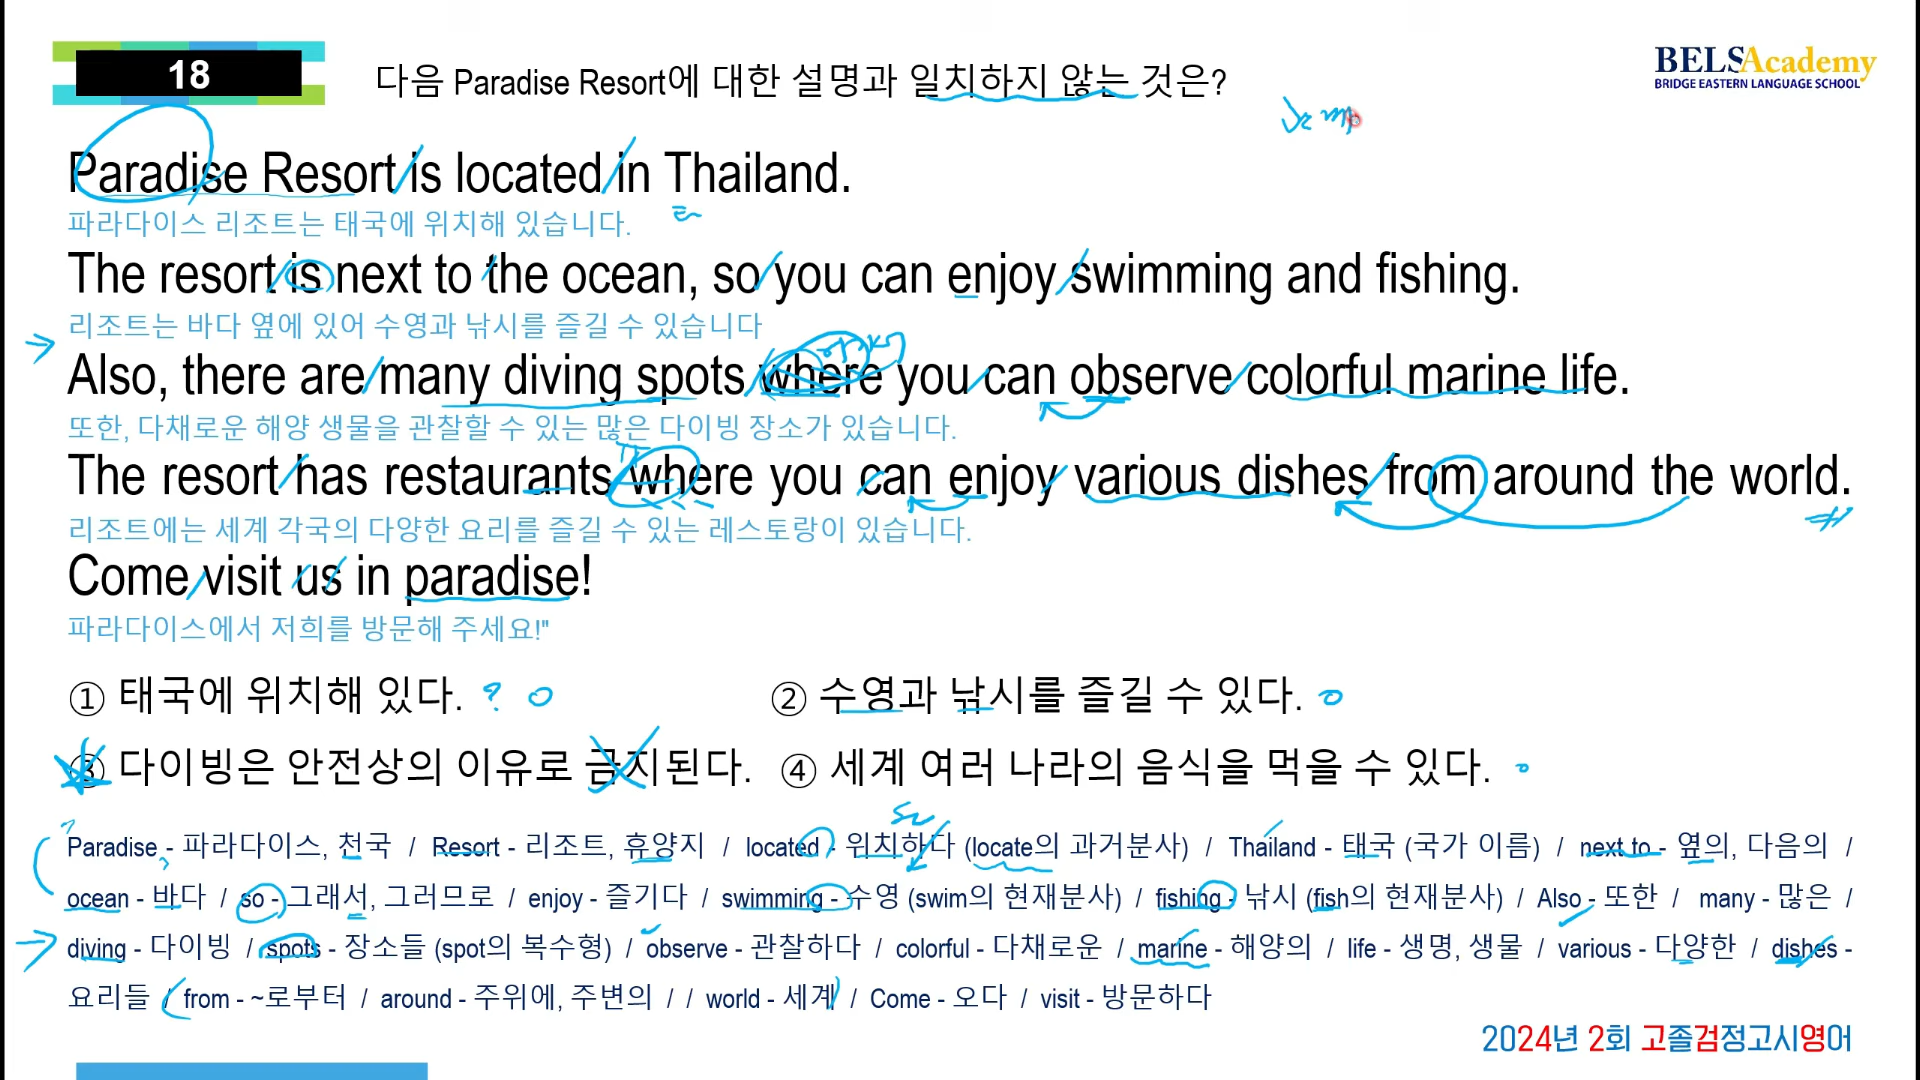 18
다음 Paradise Resort에 대한 설명과 일치하지 않는 것은?
BELSAcademy
BRIDGE EASTERN LANGUAGE SCHOOL
Paradise Resort is located in Thailand.
파라다이스 리조트는 태국에 위치해 있습니다.
The resort is next to the ocean, so you can enjoy swimming and fishing.
리조트는 바다 옆에 있어 수영과 낚시를 즐길 수 있습니다
Also, there are many diving spots where you can observe colorful marine life.
또한, 다채로운 해양 생물을 관찰할 수 있는 많은 다이빙 장소가 있습니다.
The resort has restaurants where you can enjoy various dishes from around the world.
리조트에는 세계 각국의 다양한 요리를 즐길 수 있는 레스토랑이 있습니다.
Come visit us in paradise!
파라다이스에서 저희를 방문해 주세요!"
① 태국에 위치해 있다. ② 수영과 낚시를 즐길 수 있다.
③ 다이빙은 안전상의 이유로 금지된다. ④ 세계 여러 나라의 음식을 먹을 수 있다.
Paradise - 파라다이스, 천국 / Resort - 리조트, 휴양지 / located - 위치하다 (locate의 과거분사) / Thailand - 태국 (국가 이름) / next to - 옆의, 다음의 /
ocean - 바다 / so - 그래서, 그러므로 / enjoy - 즐기다 / swimming - 수영 (swim의 현재분사) / fishing - 낚시 (fish의 현재분사) / Also - 또한 / many - 많은 /
diving - 다이빙 / spots - 장소들 (spot의 복수형) / observe - 관찰하다 / colorful - 다채로운 / marine - 해양의 / life - 생명, 생물 / various - 다양한 / dishes -
요리들 / from - ~로부터 / around - 주위에, 주변의 / / world - 세계 / Come - 오다 / visit - 방문하다
2024년 2회 고졸검정고시영어